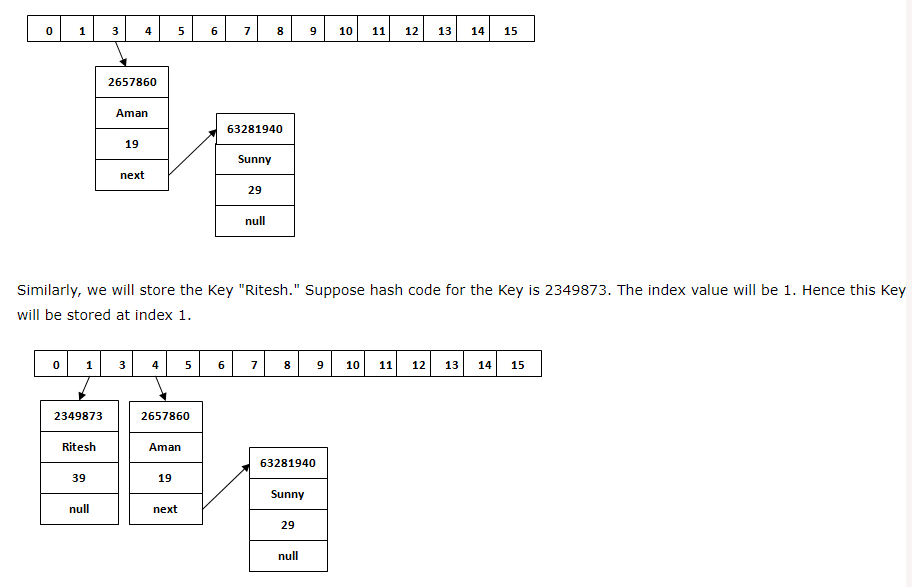 0 1 3 4 5 6 7 8 9 10 11 12 13 14 15
2657860
Aman
19
next
63281940
Sunny
29
null
Similarly, we will store the Key "Ritesh." Suppose hash code for the Key is 2349873. The index value will be 1. Hence this Key
will be stored at index 1.
0 1 3 4 5 6 7 8 9 10 11 12 13 14 15
2349873
Ritesh
39
null
2657860
Aman
19
next
63281940
Sunny
29
null